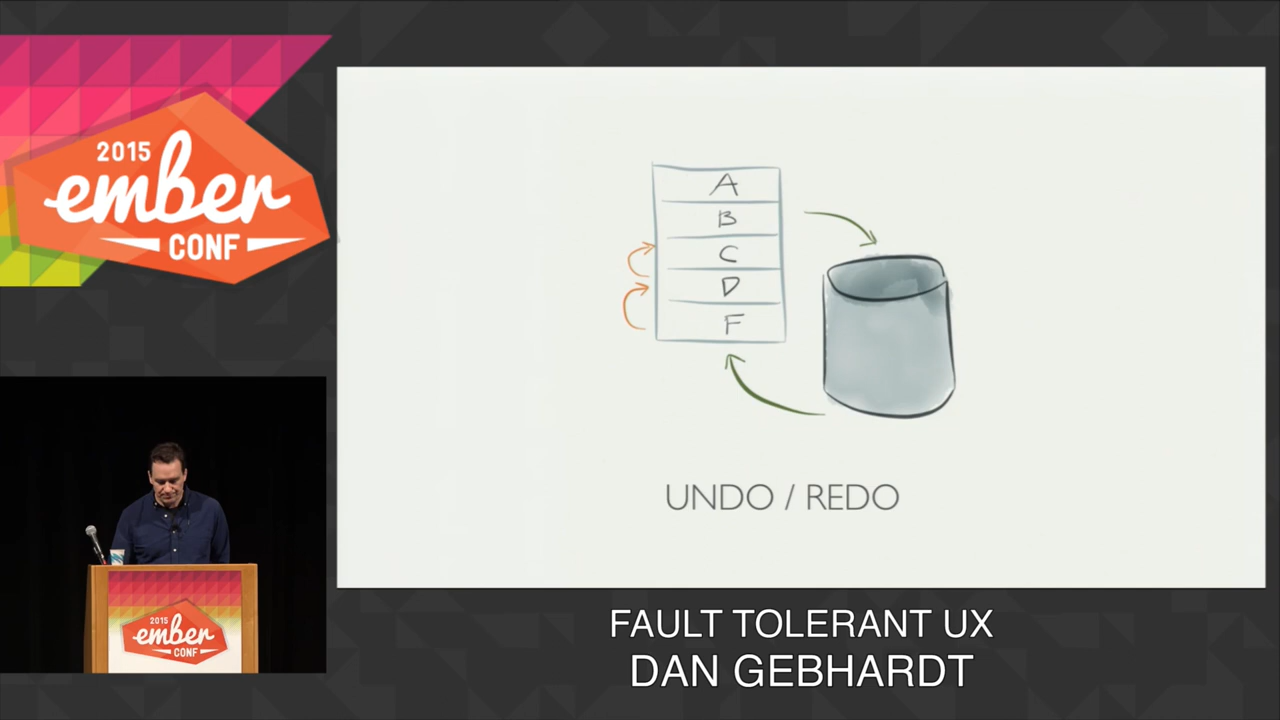 2015
ember
CONF
A
B
C
D
F
UNDO / REDO
2015
ember
CONF
FAULT TOLERANT UX
DAN GEBHARDT